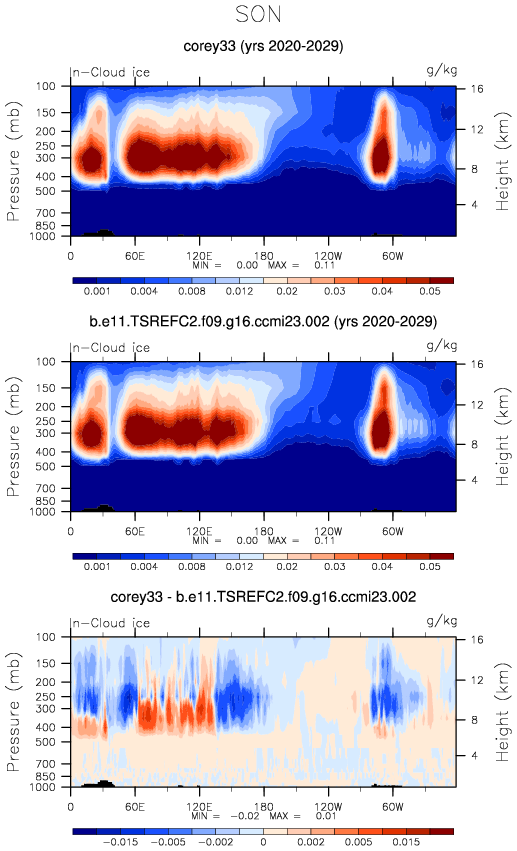 SON
corey33 (yrs 2020-2029)
n-Cloud ice g/kg
100 16
150
200 12
250
300 8
400
500
700 4
850
1000
Pressure (mb)
Height (km)
0 60E 120E 180 120W 60W
MIN = 0.00 MAX = 0.11
0.001 0.004 0.008 0.012 0.02 0.03 0.04 0.05
b.e11.TSREFC2.f09.g16.ccmi23.002 (yrs 2020-2029)
n-Cloud ice g/kg
100 16
150
200 12
250
300 8
400
500
700 4
850
1000
Pressure (mb)
Height (km)
0 60E 120E 180 120W 60W
MIN = 0.00 MAX = 0.11
0.001 0.004 0.008 0.012 0.02 0.03 0.04 0.05
corey33 - b.e11.TSREFC2.f09.g16.ccmi23.002
n-Cloud ice g/kg
100 16
150
200 12
250
300 8
400
500
700 4
850
1000
Pressure (mb)
Height (km)
0 60E 120E 180 120W 60W
MIN = -0.02 MAX = 0.01
-0.015 -0.005 -0.002 0 0.002 0.005 0.015